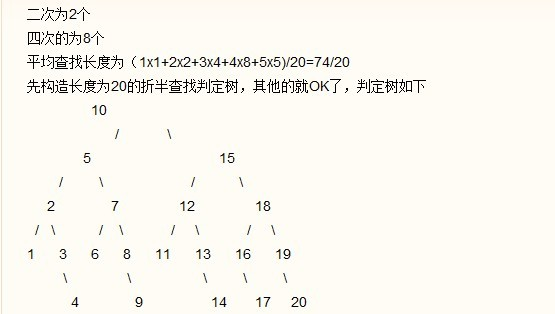 二次为2个
四次的为8个
平均查找长度为（1x1+2x2+3x4+4x8+5x5)/20=74/20
先构造长度为20的折半查找判定树，其他的就OK了，判定树如下
10
/ \
5 15
/ \ / \
2 7 12 18
/ \ / \ / \ / \
1 3 6 8 11 13 16 19
\ \ \ \ \
4 9 14 17 20